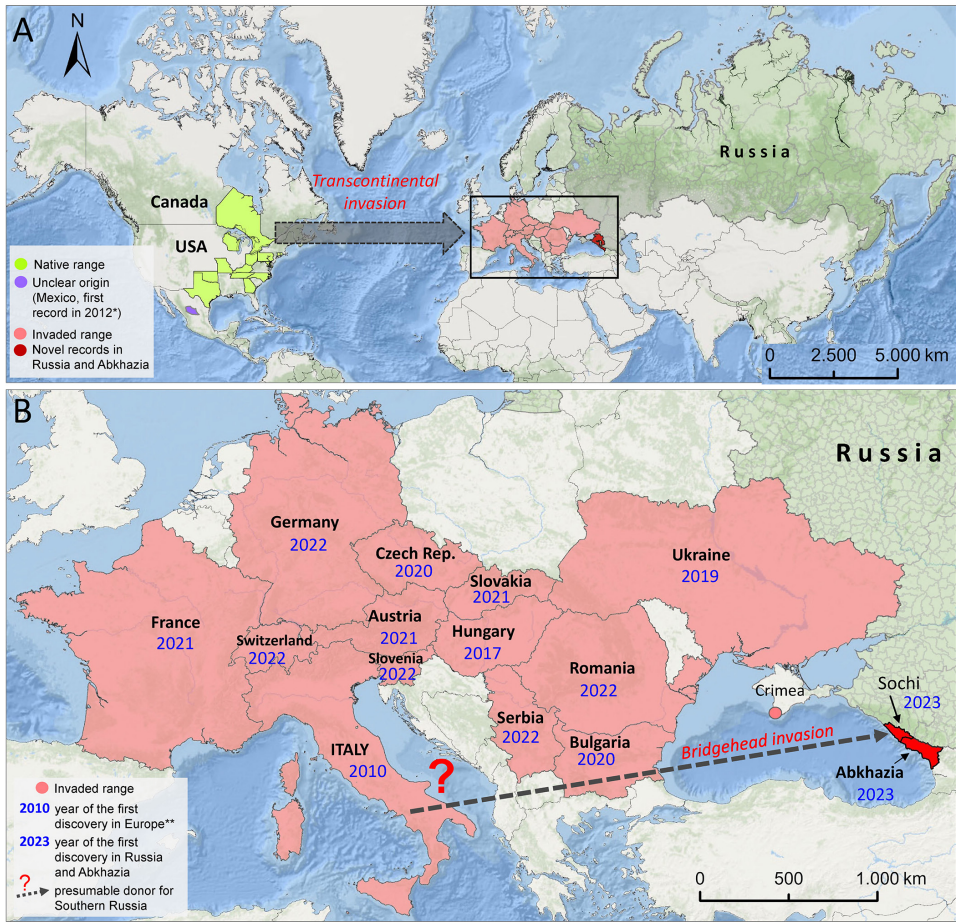 A
N
Russia
Transcontinental
invasion
Canada
USA
Native range
Unclear origin
(Mexico, first
record in 2012*)
Invaded range
Novel records in
Russia and Abkhazia
0 2.500 5.000 km
B
Russia
Germany
2022
Czech Rep.
2020
Ukraine
2019
Slovakia
2021
France
2021
Austria
2021
Switzerland
2022
Hungary
2017
Slovenia
2022
Romania
2022
Crimea
Sochi
2023
Serbia
2022
Bulgaria
2020
Bridgehead invasion
ITALY
2010
?
Abkhazia
2023
Invaded range
2010 year of the first
discovery in Europe**
2023 year of the first
discovery in Russia
and Abkhazia
? presumable donor for
Southern Russia
0 500 1.000 km